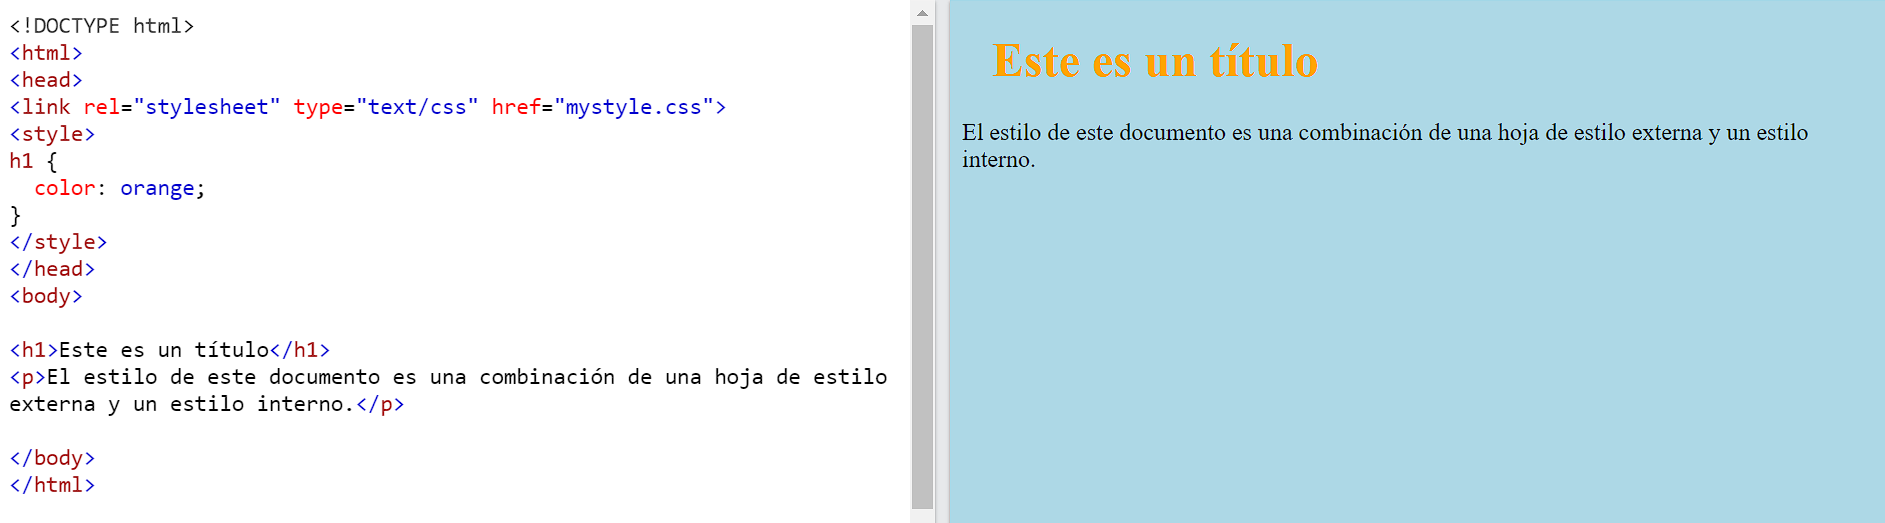 <!DOCTYPE html>
<html>
<head>
<link rel="stylesheet" type="text/css" href="mystyle.css">
<style>
h1 {
  color: orange;
}
</style>
</head>
<body>
<h1>Este es un título</h1>
<p>El estilo de este documento es una combinación de una hoja de estilo
externa y un estilo interno.</p>
</body>
</html>
Este es un título
El estilo de este documento es una combinación de una hoja de estilo externa y un estilo
interno.